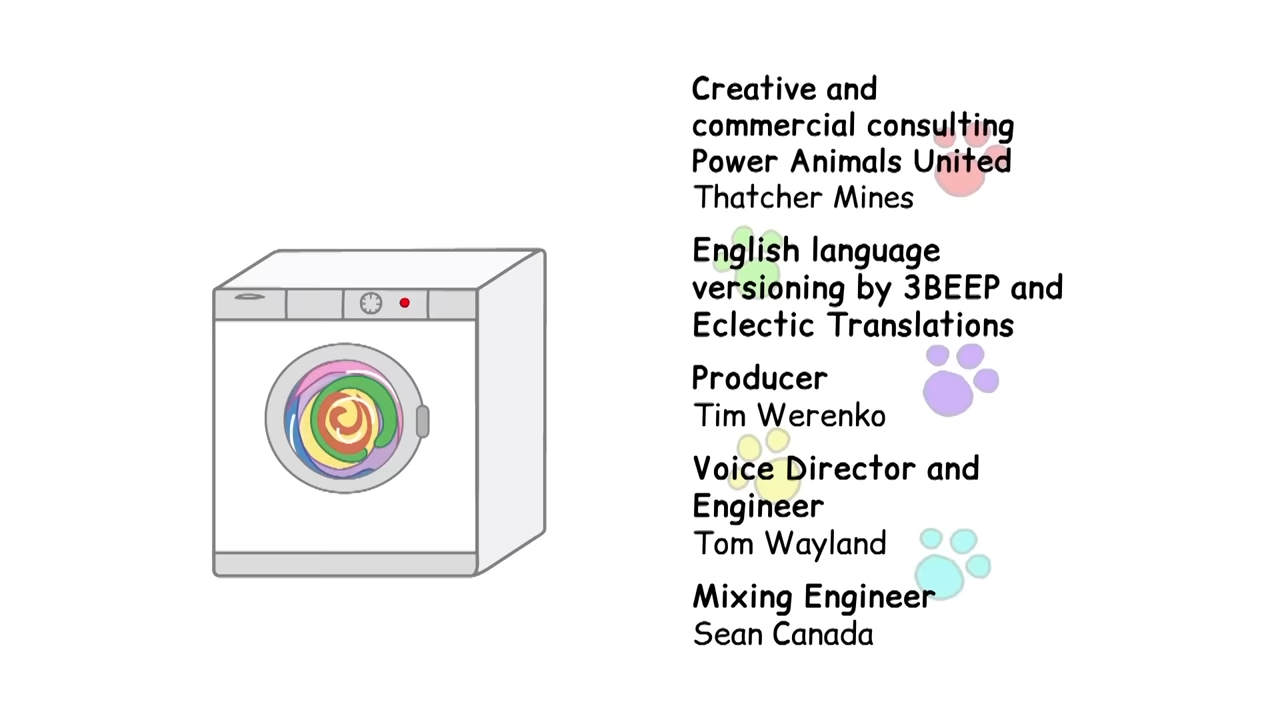 Creative and
commercial consulting
Power Animals United
Thatcher Mines
English language
versioning by 3BEEP and
Eclectic Translations
Producer
Tim Werenko
Voice Director and
Engineer
Tom Wayland
Mixing Engineer
Sean Canada